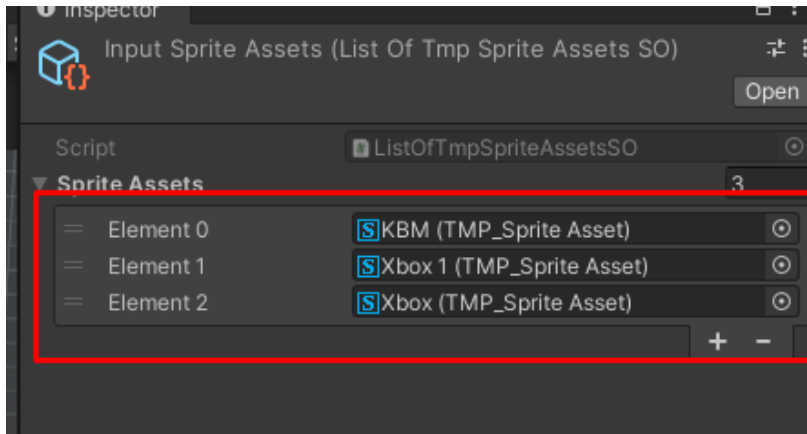 Inspector
Input Sprite Assets (List Of Tmp Sprite Assets SO)
Open
Script ListOfTmpSpriteAssetsSO
Sprite Assets 3
Element 0 KBM (TMP_Sprite Asset)
Element 1 Xbox 1 (TMP_Sprite Asset)
Element 2 Xbox (TMP_Sprite Asset)
+ −